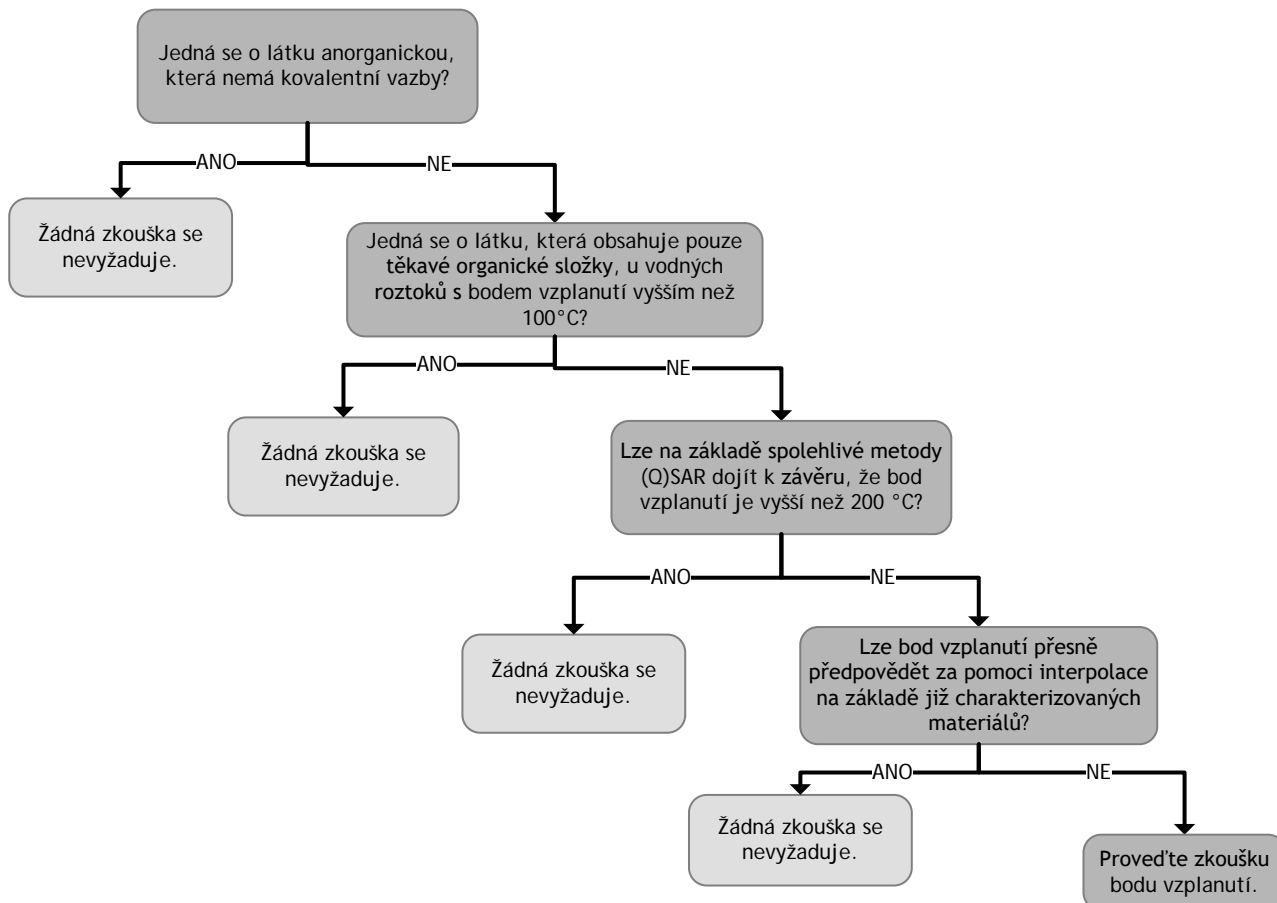 Jedná se o látku anorganickou,
která nemá kovalentní vazby?
ANO
NE
Žádná zkouška se
nevyžaduje.
Jedná se o látku, která obsahuje pouze
těkavé organické složky, u vodných
roztoků s bodem vzplanutí vyšším než
100°C?
ANO
NE
Žádná zkouška se
nevyžaduje.
Lze na základě spolehlivé metody
(Q)SAR dojít k závěru, že bod
vzplanutí je vyšší než 200 °C?
ANO
NE
Žádná zkouška se
nevyžaduje.
Lze bod vzplanutí přesně
předpovědět za pomoci interpolace
na základě již charakterizovaných
materiálů?
ANO
NE
Žádná zkouška se
nevyžaduje.
Proveďte zkoušku
bodu vzplanutí.